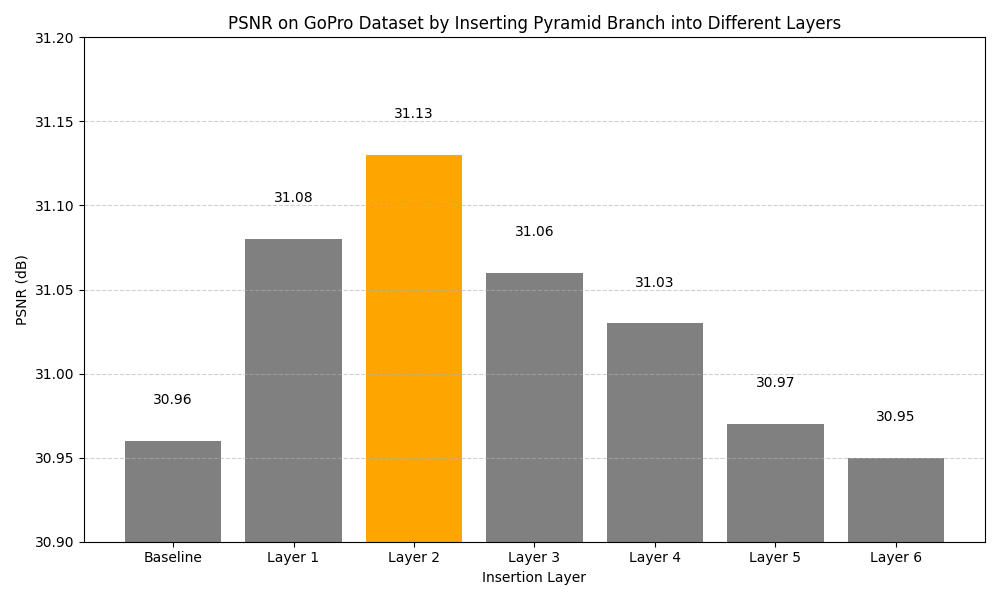 PSNR on GoPro Dataset by Inserting Pyramid Branch into Different Layers
PSNR (dB)
31.20
31.15
31.10
31.05
31.00
30.95
30.90
30.96
31.08
31.13
31.06
31.03
30.97
30.95
Baseline
Layer 1
Layer 2
Layer 3
Layer 4
Layer 5
Layer 6
Insertion Layer